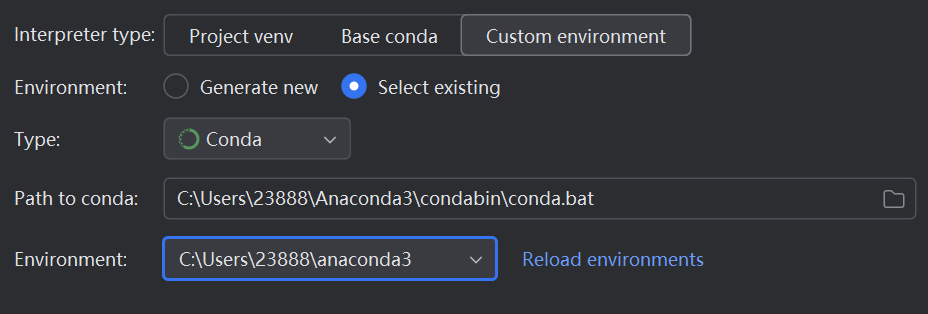 Interpreter type: Project venv Base conda Custom environment
Environment: Generate new Select existing
Type: Conda
Path to conda: C:\Users\23888\Anaconda3\condabin\conda.bat
Environment: C:\Users\23888\anaconda3 Reload environments